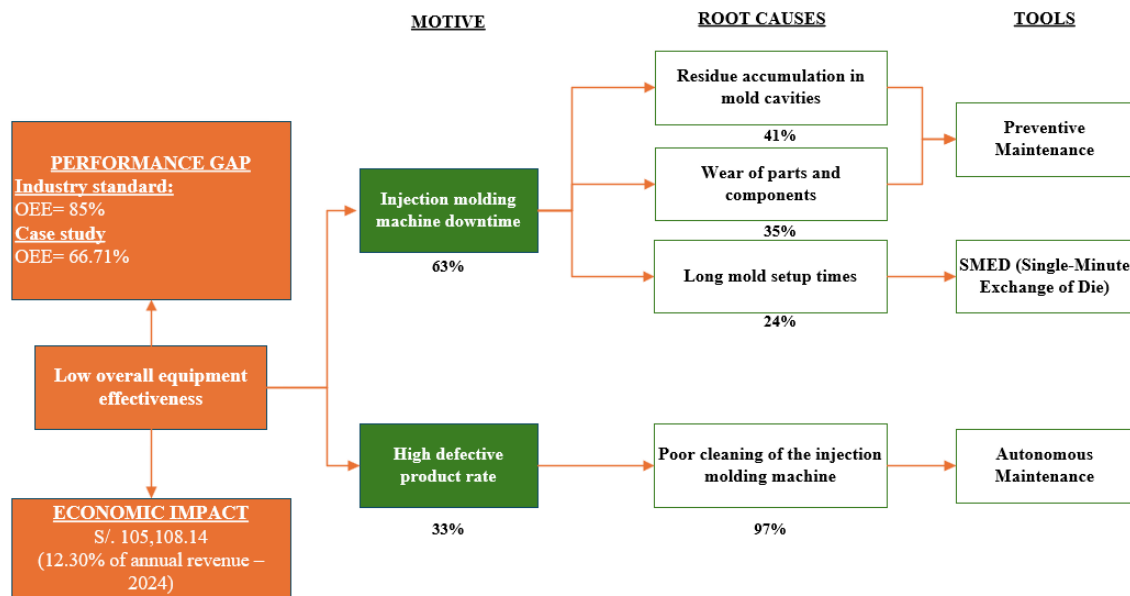 MOTIVE
ROOT CAUSES
TOOLS
PERFORMANCE GAP
Industry standard:
OEE= 85%
Case study
OEE= 66.71%
Low overall equipment
effectiveness
ECONOMIC IMPACT
S/. 105,108.14
(12.30% of annual revenue –
2024)
Injection molding
machine downtime
63%
High defective
product rate
33%
Residue accumulation in
mold cavities
41%
Wear of parts and
components
35%
Long mold setup times
24%
Poor cleaning of the injection
molding machine
97%
Preventive
Maintenance
SMED (Single-Minute
Exchange of Die)
Autonomous
Maintenance